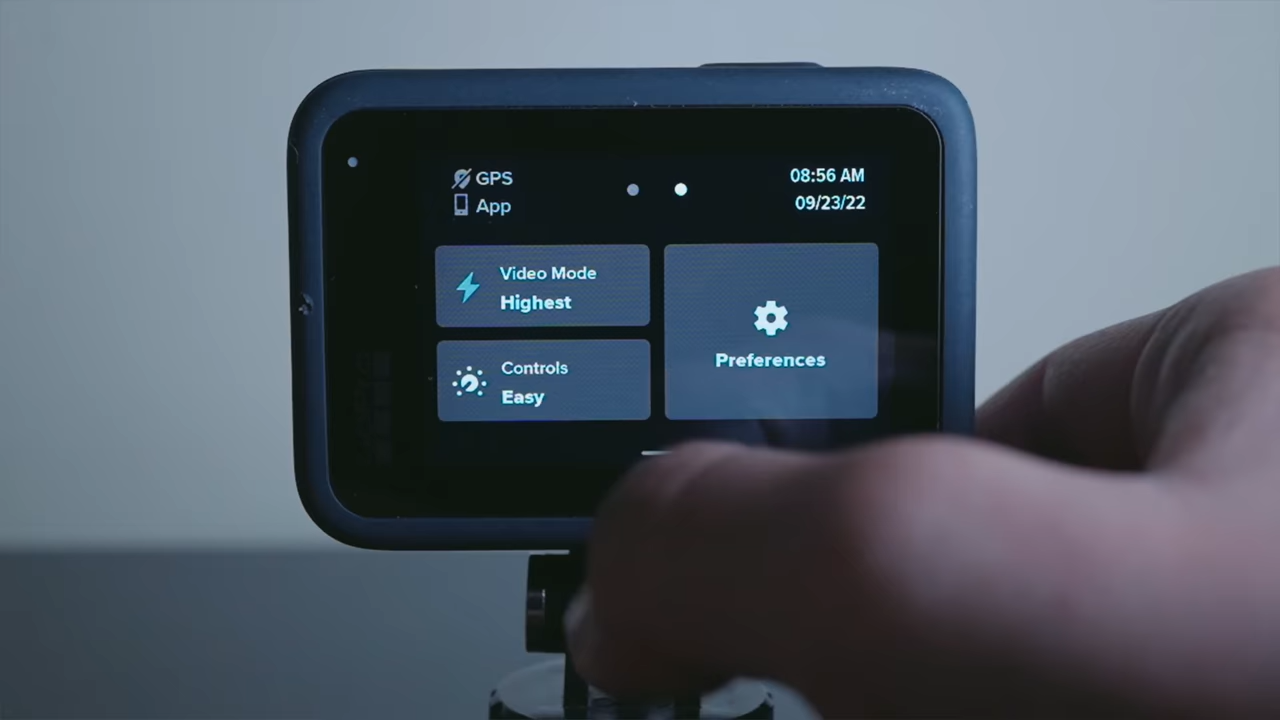 GPS
App
08:56 AM
09/23/22
Video Mode
Highest
Controls
Easy
Preferences